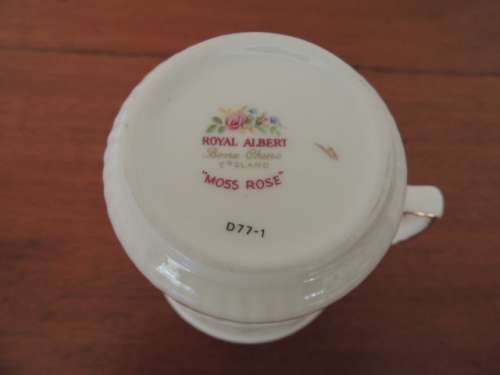 ROYAL ALBERT
Bone China
ENGLAND
"MOSS ROSE"
D77-1